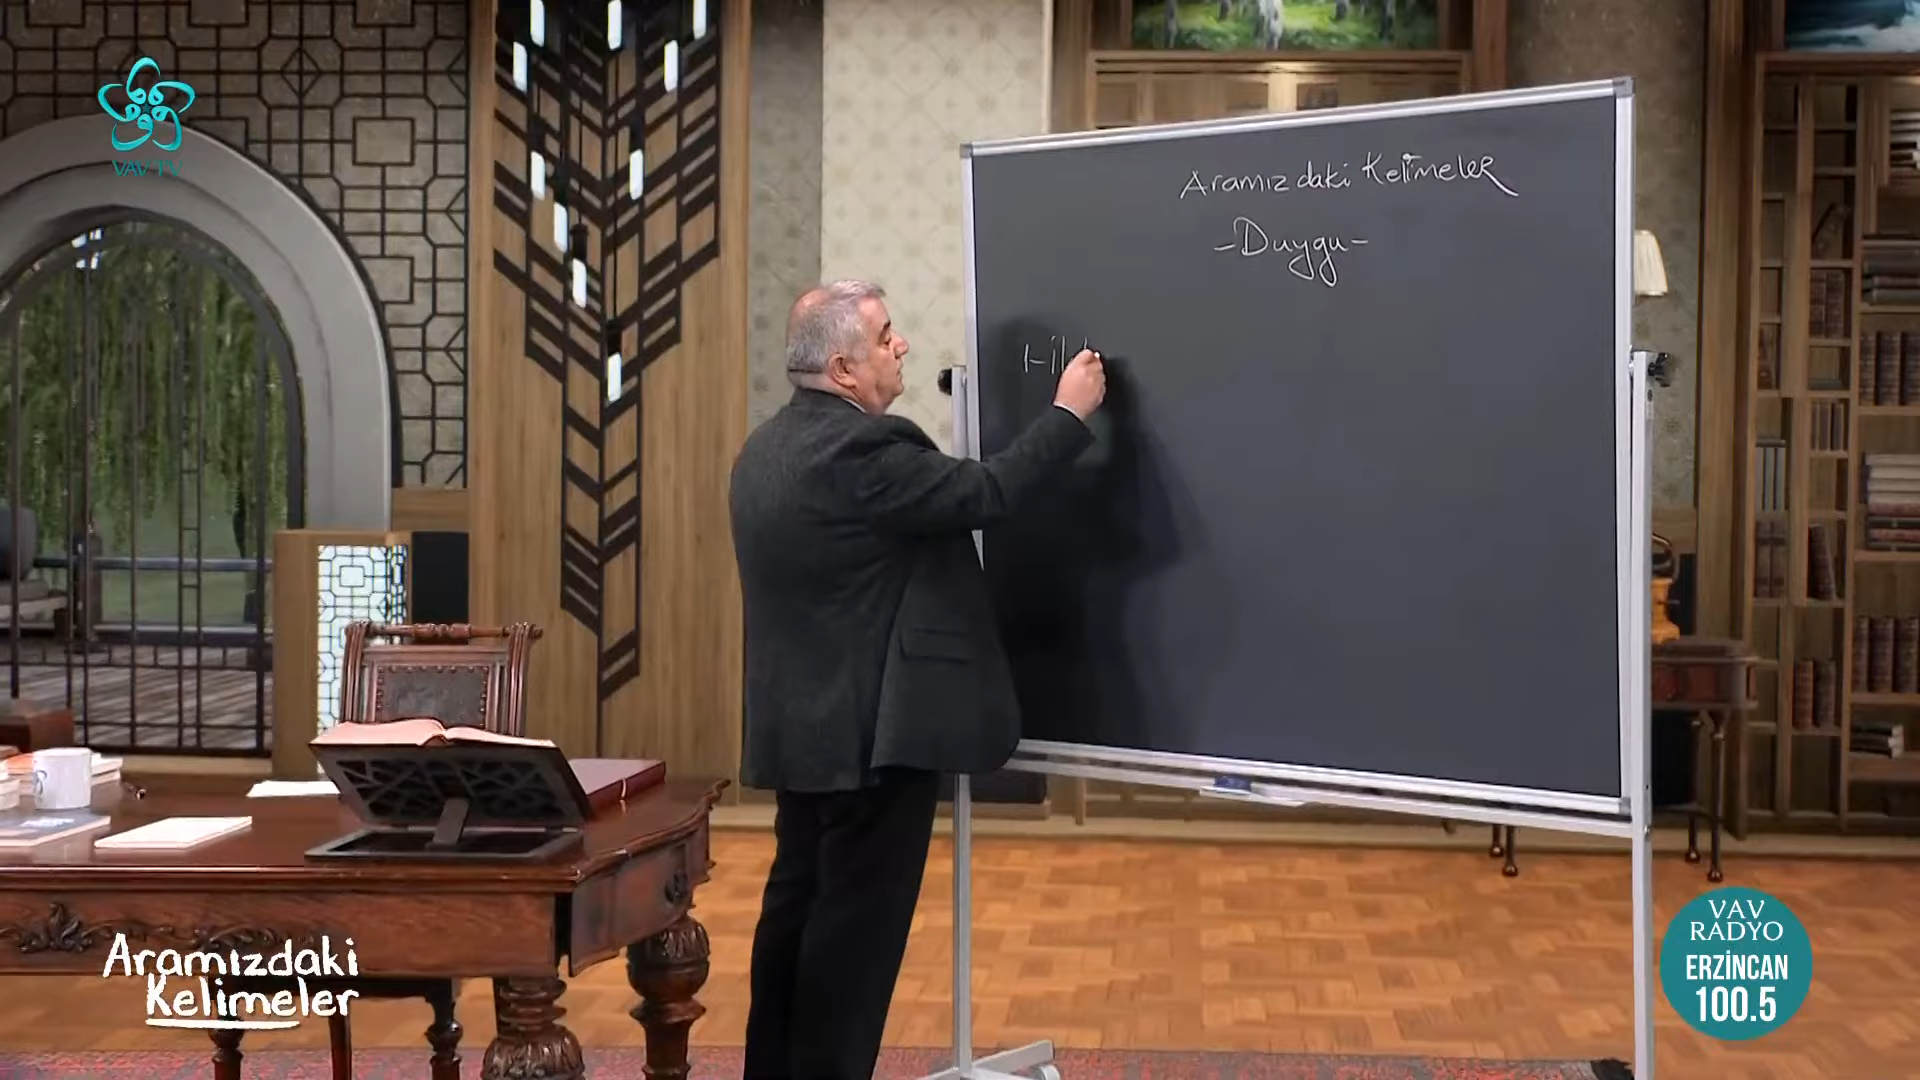 VAV TV
Aramızdaki Kelimeler
-Duygu-
Aramızdaki
Kelimeler
VAV
RADYO
ERZİNCAN
100.5